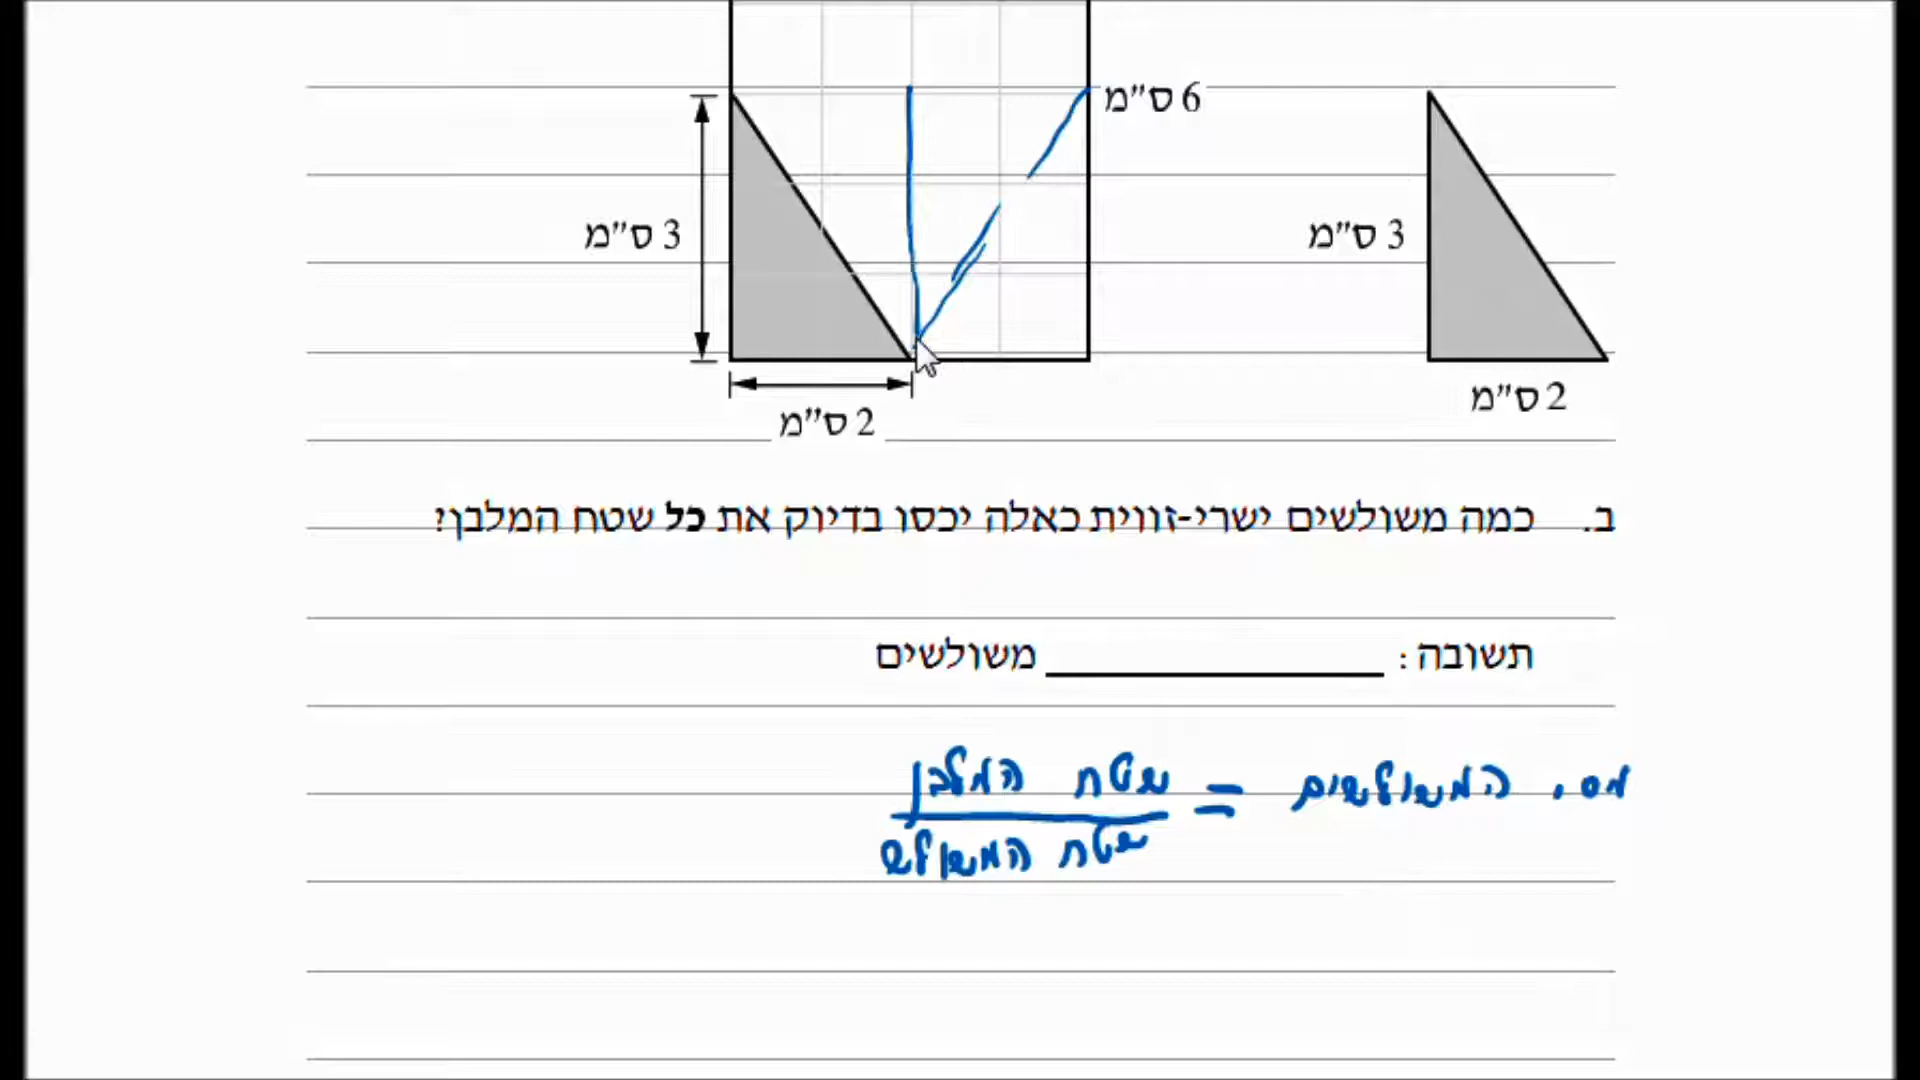 6 ס"מ
3 ס"מ
3 ס"מ
2 ס"מ
2 ס"מ
ב. כמה משולשים ישרי-זווית כאלה יכסו בדיוק את כל שטח המלבן?
תשובה: ____________ משולשים
מס. המשולשים = שטח המלבן
שטח המשולש